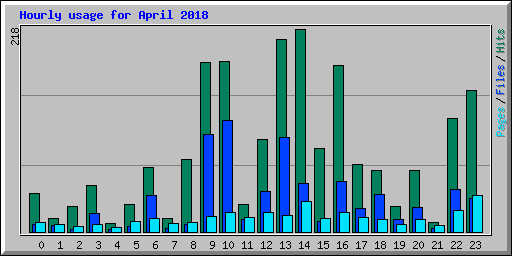 Hourly usage for April 2018
218
Pages/Files/Hits
0 1 2 3 4 5 6 7 8 9 10 11 12 13 14 15 16 17 18 19 20 21 22 23